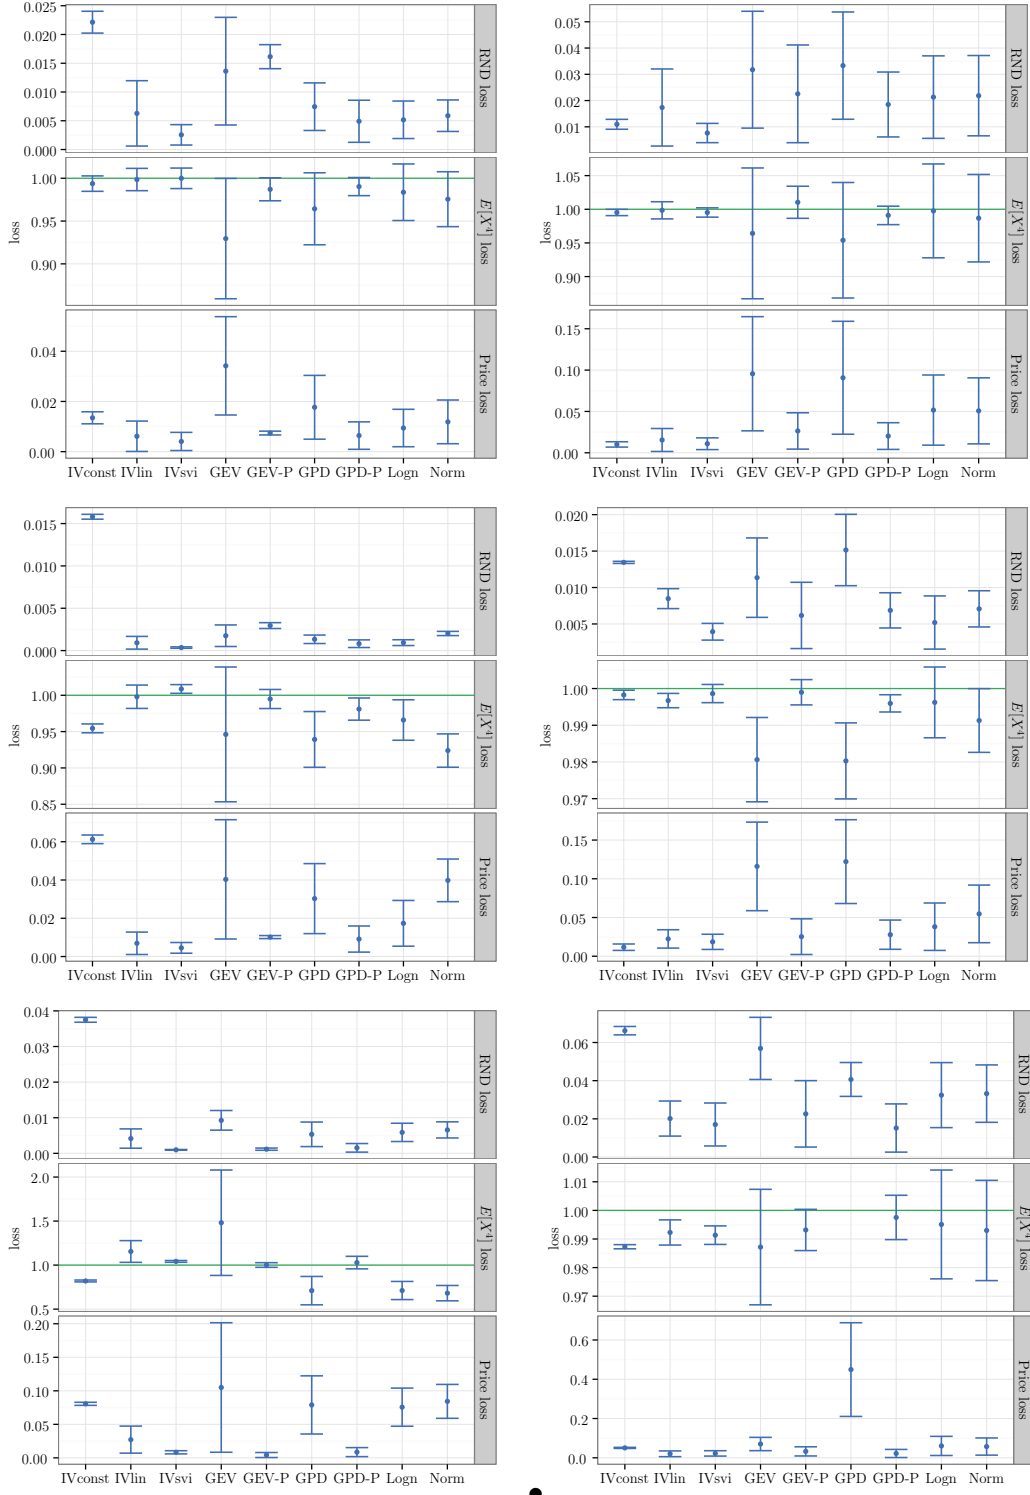 0.025
0.020
0.015
0.010
0.005
0.000
RND loss
1.00
0.95
0.90
E[X⁴] loss
loss
0.04
0.02
0.00
Price loss
IVconst IVlin IVsvi GEV GEV-P GPD GPD-P Logn Norm
0.05
0.04
0.03
0.02
0.01
RND loss
1.05
1.00
0.95
0.90
E[X⁴] loss
loss
0.15
0.10
0.05
0.00
Price loss
IVconst IVlin IVsvi GEV GEV-P GPD GPD-P Logn Norm
0.015
0.010
0.005
0.000
RND loss
1.00
0.95
0.90
0.85
E[X⁴] loss
loss
0.06
0.04
0.02
0.00
Price loss
IVconst IVlin IVsvi GEV GEV-P GPD GPD-P Logn Norm
0.020
0.015
0.010
0.005
RND loss
1.00
0.99
0.98
0.97
E[X⁴] loss
loss
0.15
0.10
0.05
0.00
Price loss
IVconst IVlin IVsvi GEV GEV-P GPD GPD-P Logn Norm
0.04
0.03
0.02
0.01
0.00
RND loss
2.0
1.5
1.0
0.5
E[X⁴] loss
loss
0.20
0.15
0.10
0.05
0.00
Price loss
IVconst IVlin IVsvi GEV GEV-P GPD GPD-P Logn Norm
0.06
0.04
0.02
0.00
RND loss
1.01
1.00
0.99
0.98
0.97
E[X⁴] loss
loss
0.6
0.4
0.2
0.0
Price loss
IVconst IVlin IVsvi GEV GEV-P GPD GPD-P Logn Norm